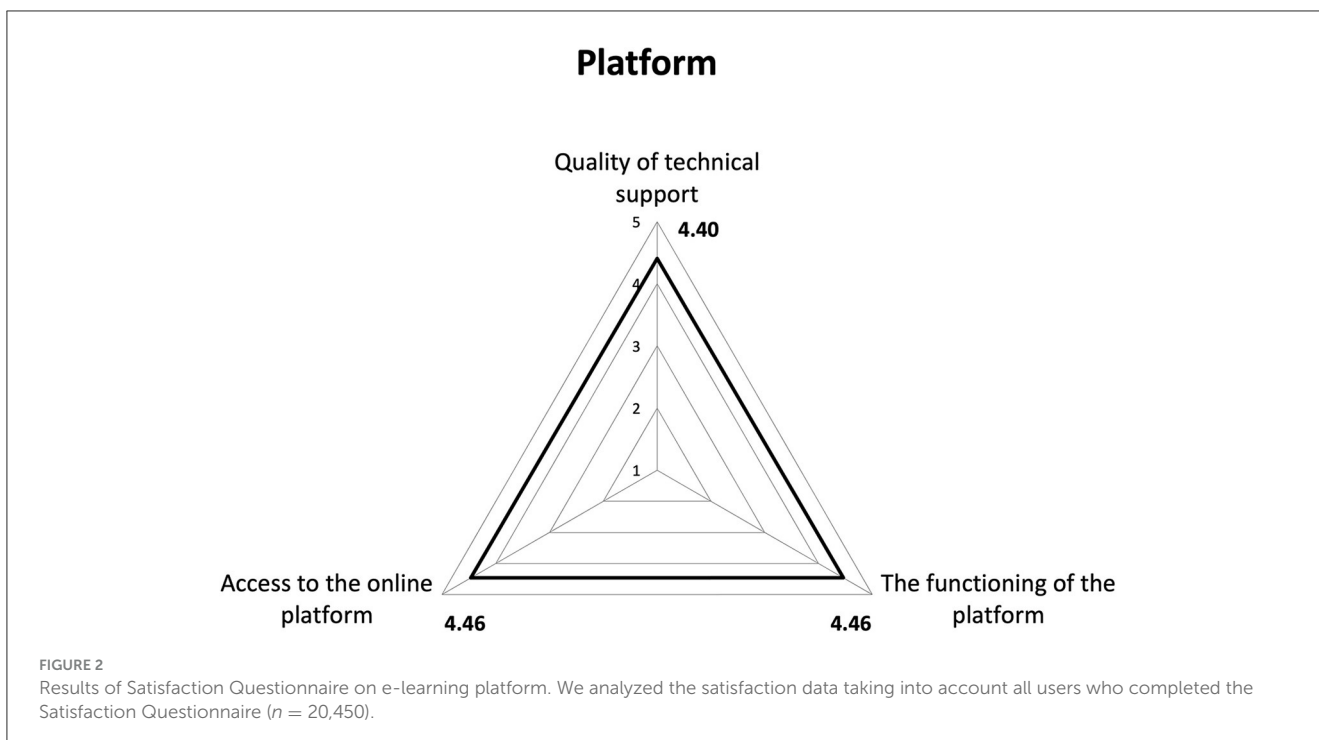 Platform
Quality of technical
support
5
4.40
4
3
2
1
Access to the online
platform
4.46
The functioning of the
platform
4.46
FIGURE 2
Results of Satisfaction Questionnaire on e-learning platform. We analyzed the satisfaction data taking into account all users who completed the
Satisfaction Questionnaire (n = 20,450).